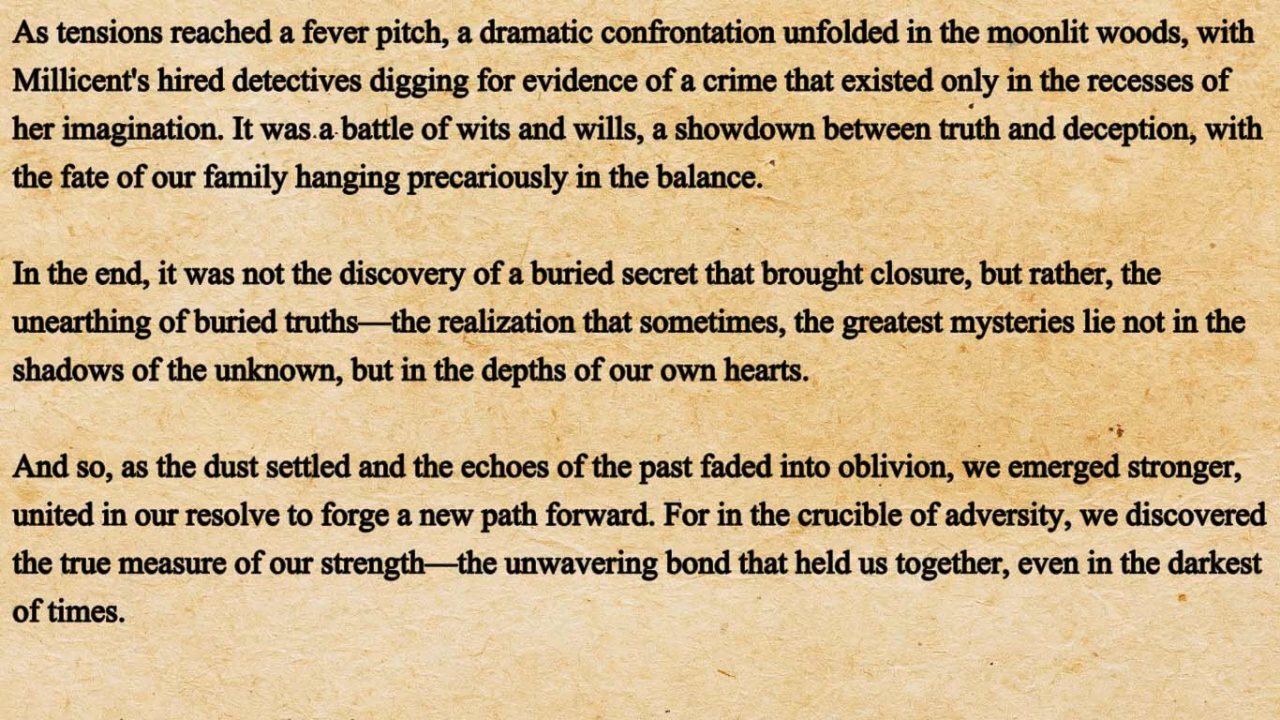 As tensions reached a fever pitch, a dramatic confrontation unfolded in the moonlit woods, with
Millicent's hired detectives digging for evidence of a crime that existed only in the recesses of
her imagination. It was a battle of wits and wills, a showdown between truth and deception, with
the fate of our family hanging precariously in the balance.
In the end, it was not the discovery of a buried secret that brought closure, but rather, the
unearthing of buried truths—the realization that sometimes, the greatest mysteries lie not in the
shadows of the unknown, but in the depths of our own hearts.
And so, as the dust settled and the echoes of the past faded into oblivion, we emerged stronger,
united in our resolve to forge a new path forward. For in the crucible of adversity, we discovered
the true measure of our strength—the unwavering bond that held us together, even in the darkest
of times.